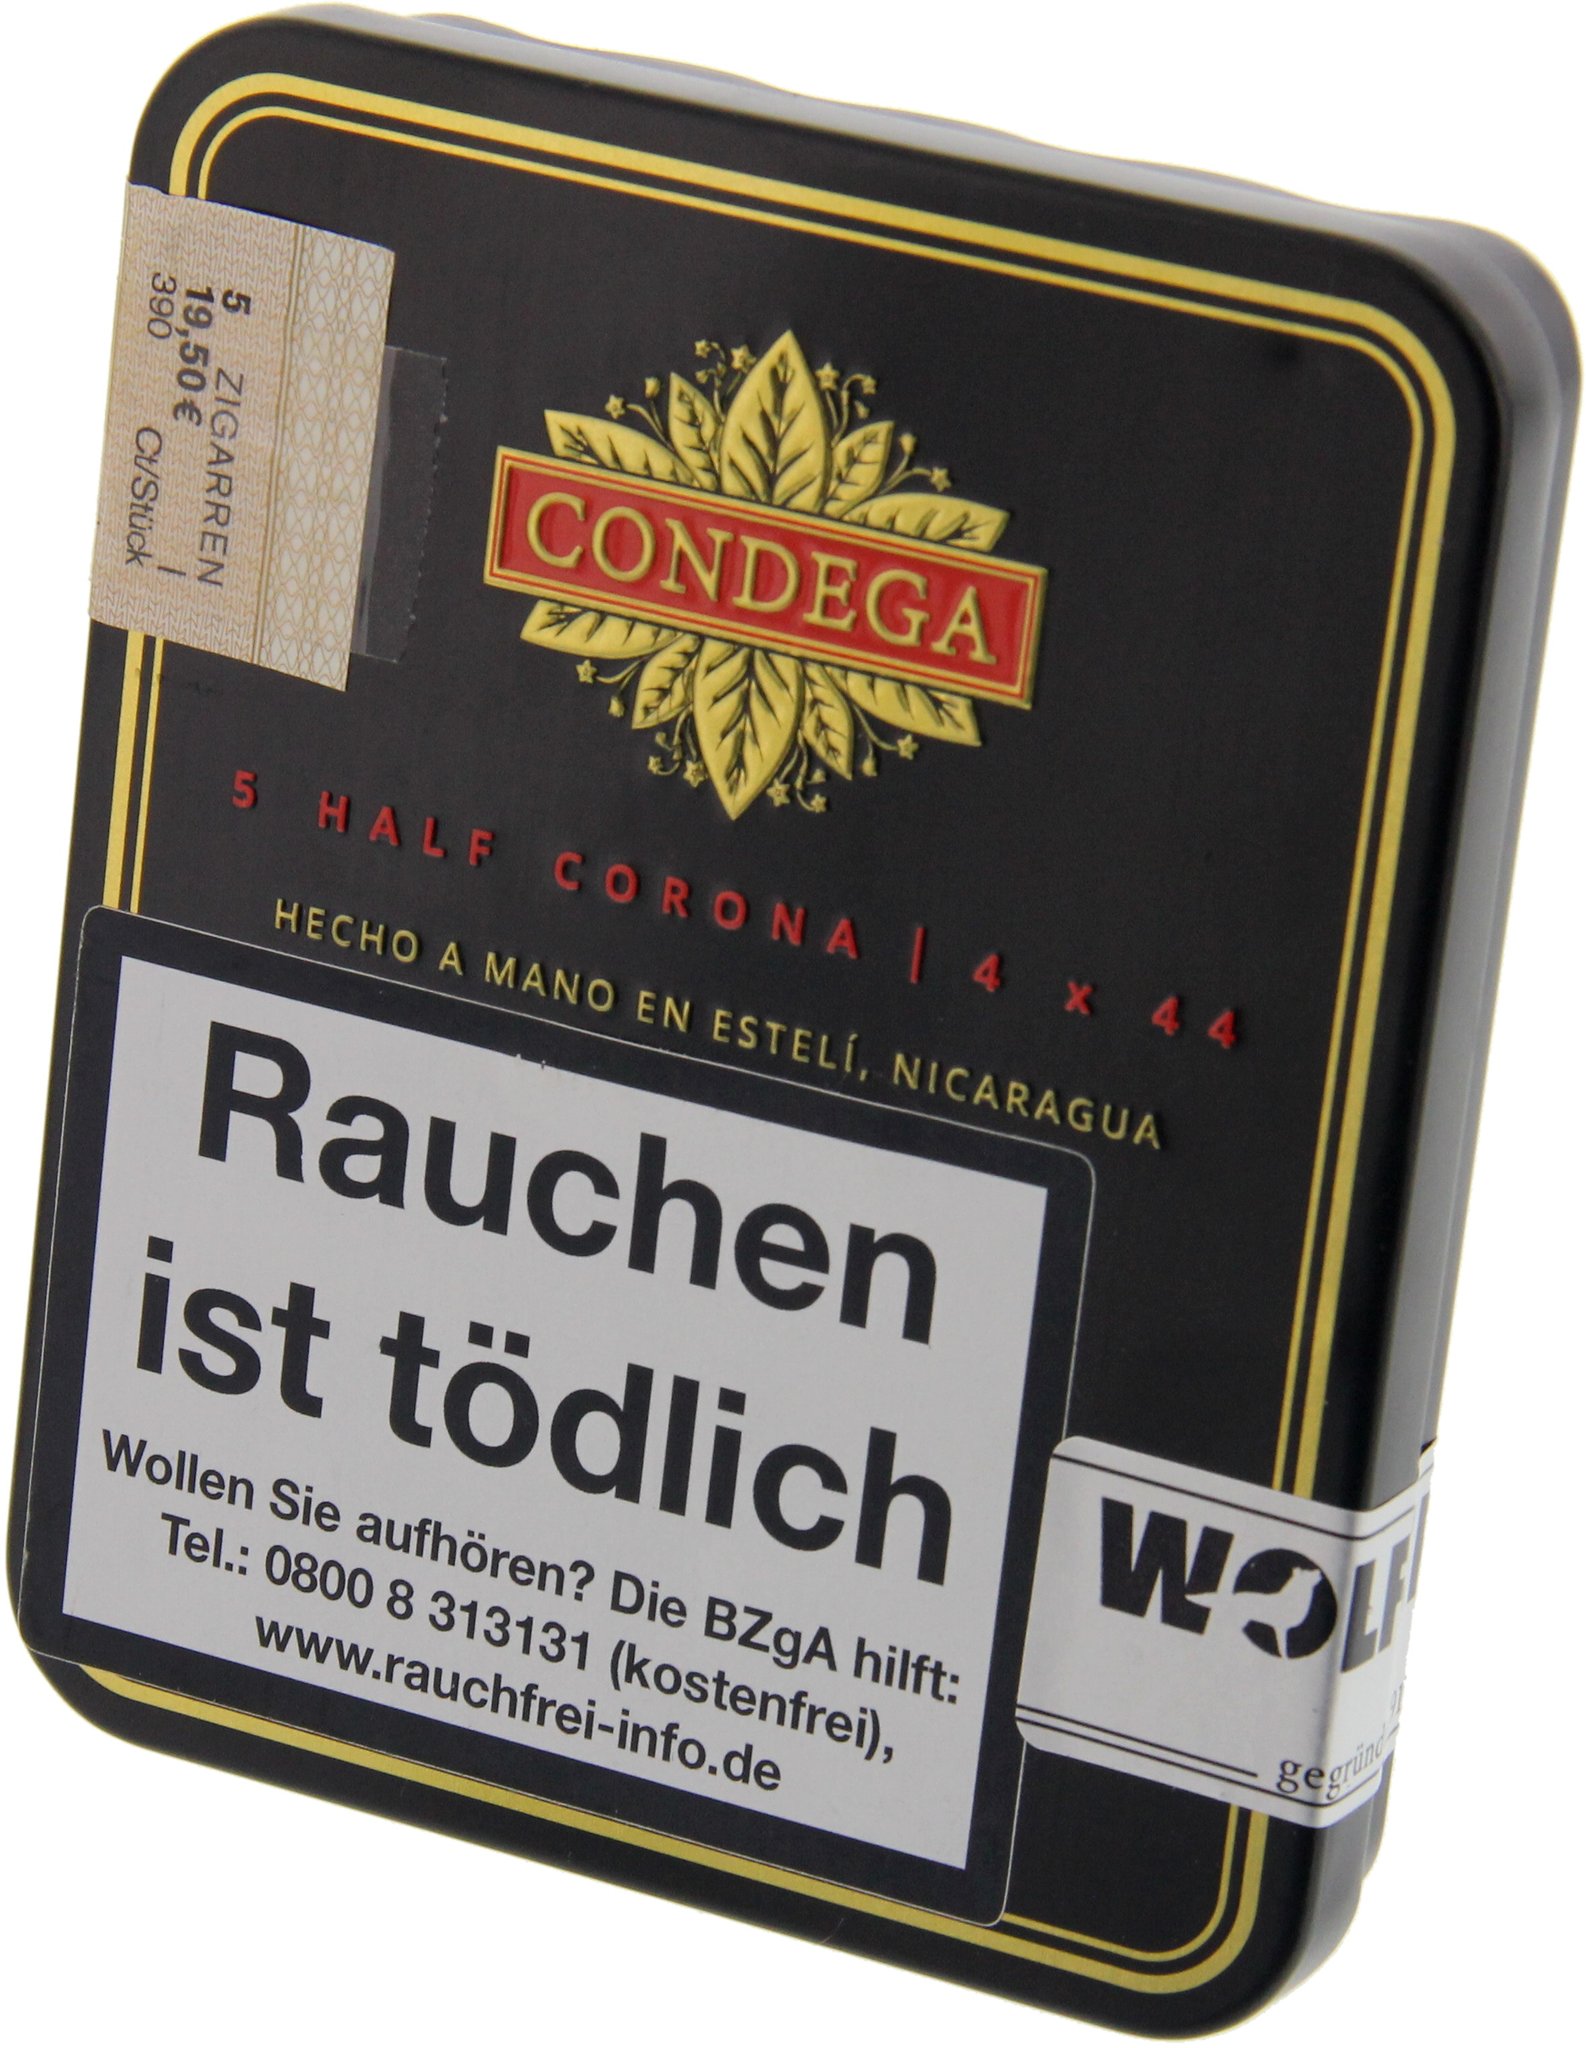 5 ZIGARREN
19,50 €
390 Ct/Stück
CONDEGA
5 HALF CORONA | 4 x 44
HECHO A MANO EN ESTELÍ, NICARAGUA
Rauchen
ist tödlich
Wollen Sie aufhören? Die BZgA hilft:
Tel.: 0800 8 313131 (kostenfrei),
www.rauchfrei-info.de
WOLF